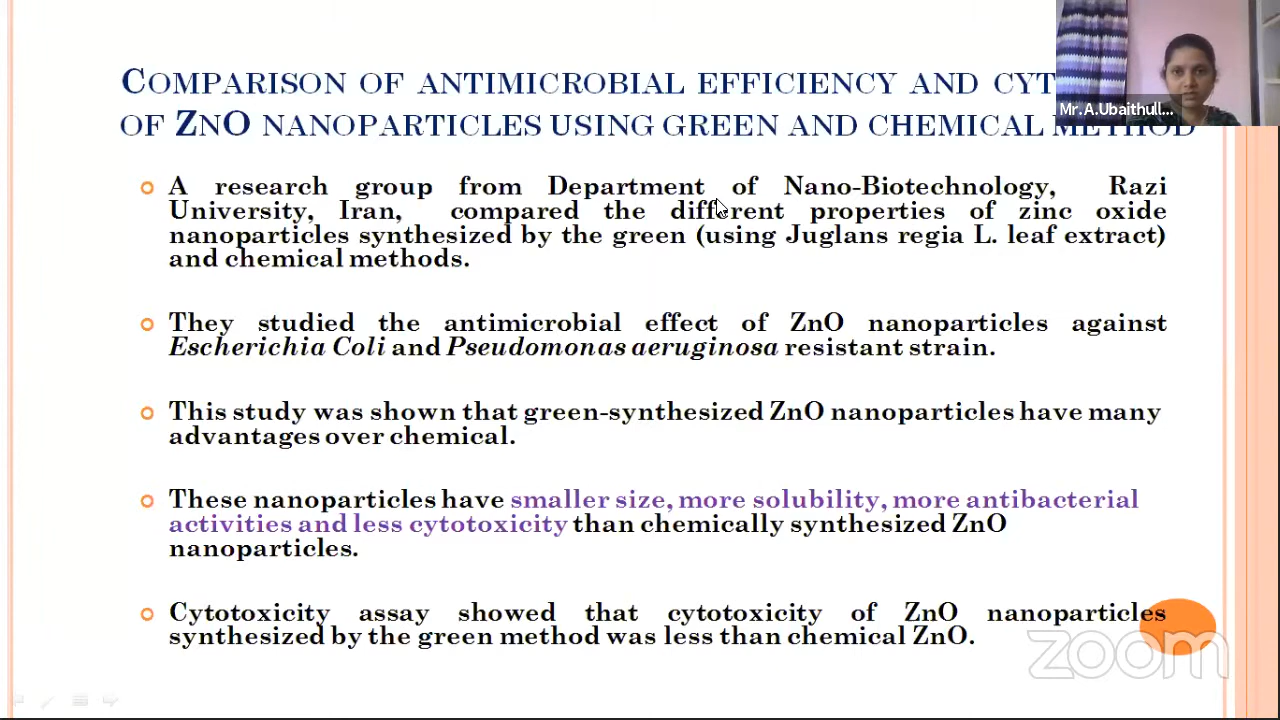 COMPARISON OF ANTIMICROBIAL EFFICIENCY AND
OF ZNO NANOPARTICLES USING GREEN AND CHEMICAL METHOD
Mr.A.Ubaithull...
A research group from Department of Nano-Biotechnology, Razi
University, Iran, compared the different properties of zinc oxide
nanoparticles synthesized by the green (using Juglans regia L. leaf extract)
and chemical methods.
They studied the antimicrobial effect of ZnO nanoparticles against
Escherichia Coli and Pseudomonas aeruginosa resistant strain.
This study was shown that green-synthesized ZnO nanoparticles have many
advantages over chemical.
These nanoparticles have smaller size, more solubility, more antibacterial
activities and less cytotoxicity than chemically synthesized ZnO
nanoparticles.
Cytotoxicity assay showed that cytotoxicity of ZnO nanoparticles
synthesized by the green method was less than chemical ZnO.
zoom